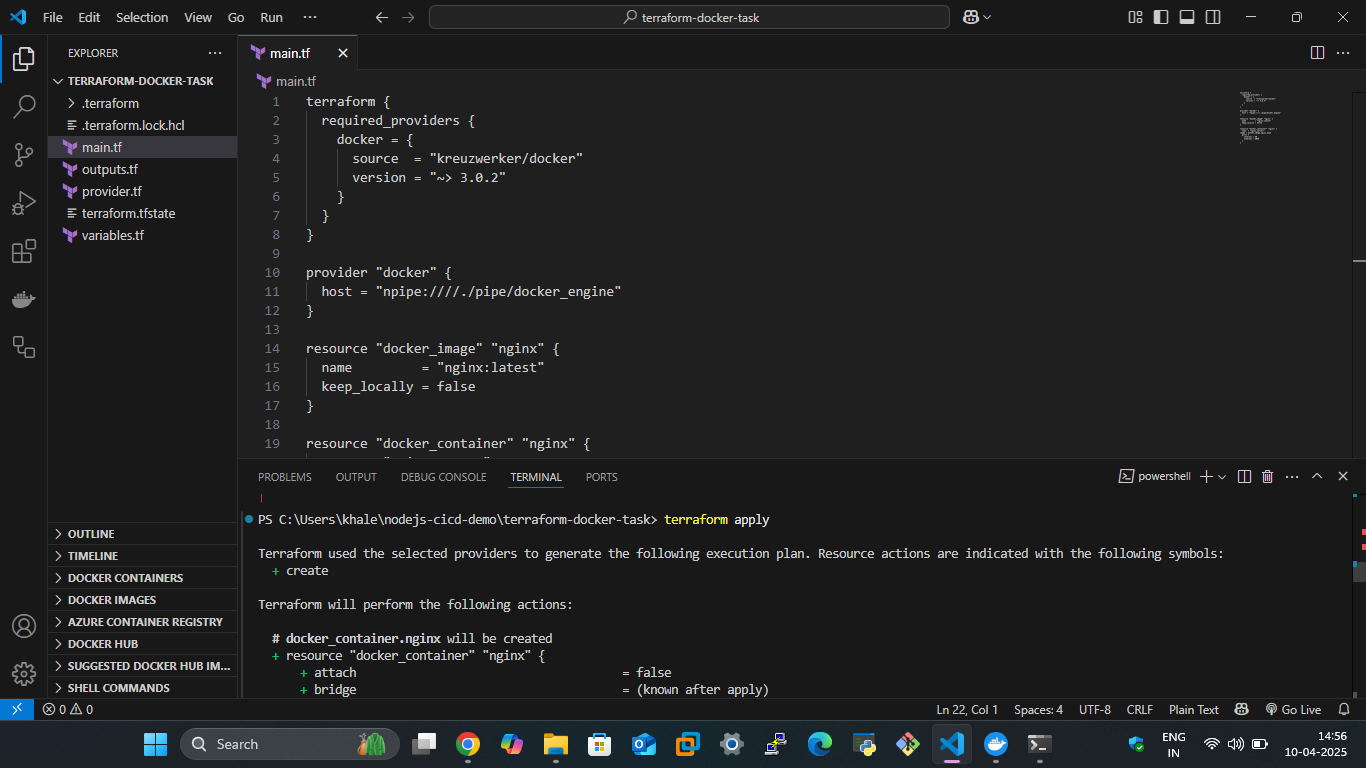 File Edit Selection View Go Run ··· terraform-docker-task
EXPLORER ···
TERRAFORM-DOCKER-TASK
.terraform
.terraform.lock.hcl
main.tf
outputs.tf
provider.tf
terraform.tfstate
variables.tf
OUTLINE
TIMELINE
DOCKER CONTAINERS
DOCKER IMAGES
AZURE CONTAINER REGISTRY
DOCKER HUB
SUGGESTED DOCKER HUB IM...
SHELL COMMANDS
main.tf
main.tf
1 terraform {
2 required_providers {
3 docker = {
4 source = "kreuzwerker/docker"
5 version = "~> 3.0.2"
6 }
7 }
8 }
9
10 provider "docker" {
11 host = "npipe:////./pipe/docker_engine"
12 }
13
14 resource "docker_image" "nginx" {
15 name = "nginx:latest"
16 keep_locally = false
17 }
18
19 resource "docker_container" "nginx" {
PROBLEMS OUTPUT DEBUG CONSOLE TERMINAL PORTS powershell ···
PS C:\Users\khale\nodejs-cicd-demo\terraform-docker-task> terraform apply
Terraform used the selected providers to generate the following execution plan. Resource actions are indicated with the following symbols:
+ create
Terraform will perform the following actions:
# docker_container.nginx will be created
+ resource "docker_container" "nginx" {
+ attach = false
+ bridge = (known after apply)
0 0 Ln 22, Col 1 Spaces: 4 UTF-8 CRLF Plain Text Go Live
Search
ENG
IN
14:56
10-04-2025